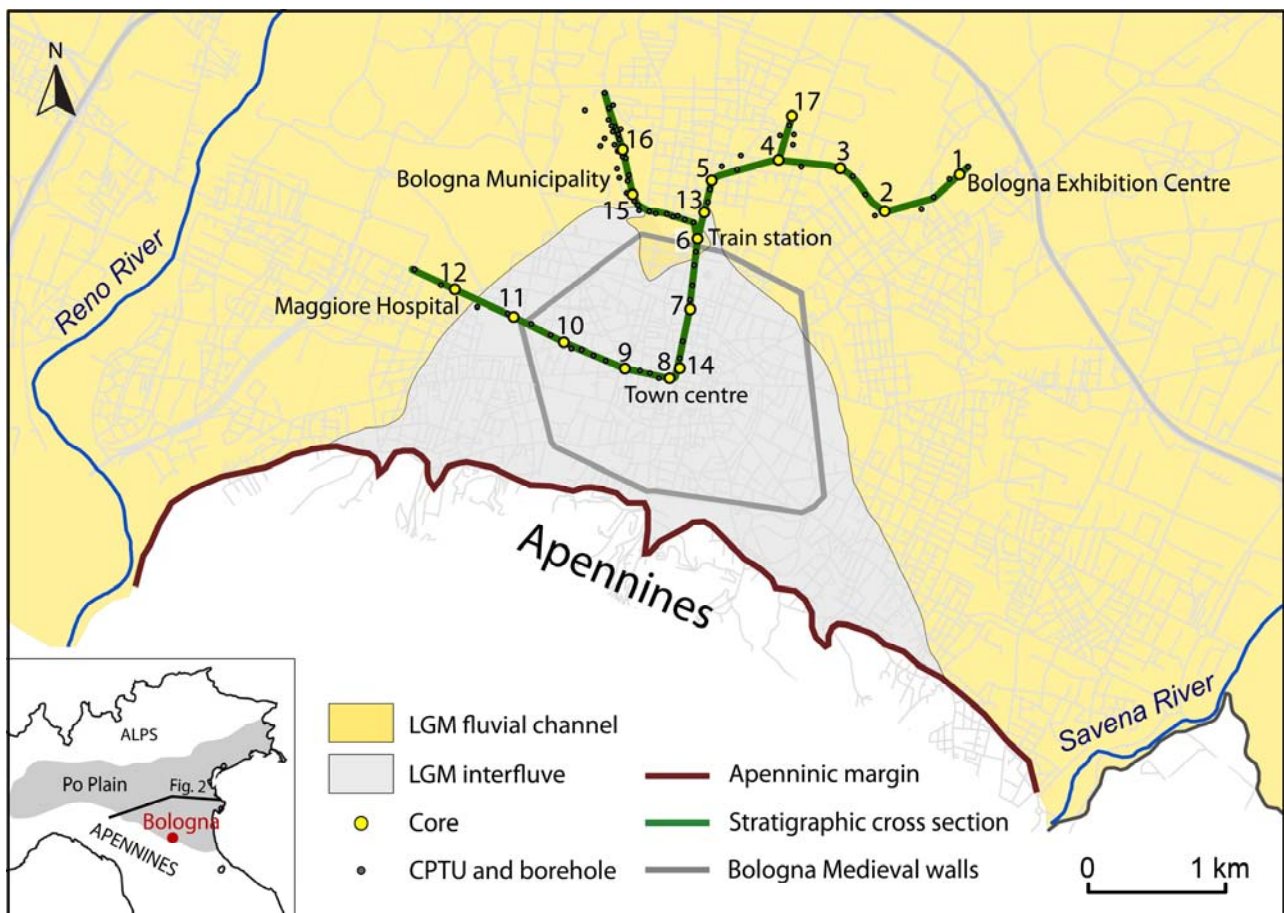 N
Reno River
17
16
4
3
1
5
Bologna Municipality
Bologna Exhibition Centre
2
13
15
6
Train station
12
Maggiore Hospital
11
7
10
9
8
14
Town centre
Apennines
Savena River
ALPS
Po Plain
Fig. 2
Bologna
APENNINES
LGM fluvial channel
LGM interfluve
Core
CPTU and borehole
Apenninic margin
Stratigraphic cross section
Bologna Medieval walls
0 1 km